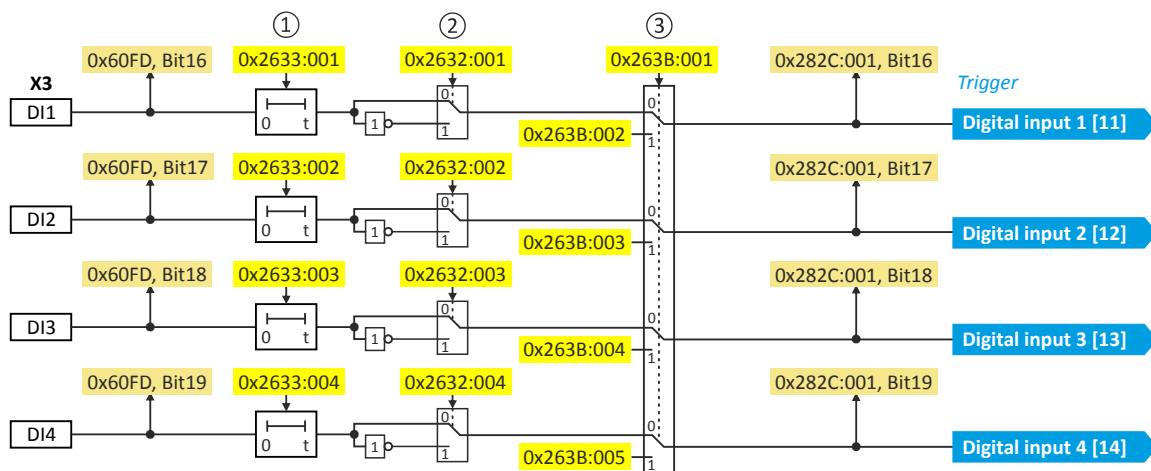 ① ② ③
0x60FD, Bit16 0x2633:001 0x2632:001 0x263B:001 0x282C:001, Bit16
X3 Trigger
DI1 0 t 1 0 1 0 Digital input 1 [11]
0x263B:002 1
0x60FD, Bit17 0x2633:002 0x2632:002 0x282C:001, Bit17
DI2 0 t 1 0 1 0 Digital input 2 [12]
0x263B:003 1
0x60FD, Bit18 0x2633:003 0x2632:003 0x282C:001, Bit18
DI3 0 t 1 0 1 0 Digital input 3 [13]
0x263B:004 1
0x60FD, Bit19 0x2633:004 0x2632:004 0x282C:001, Bit19
DI4 0 t 1 0 1 0 Digital input 4 [14]
0x263B:005 1